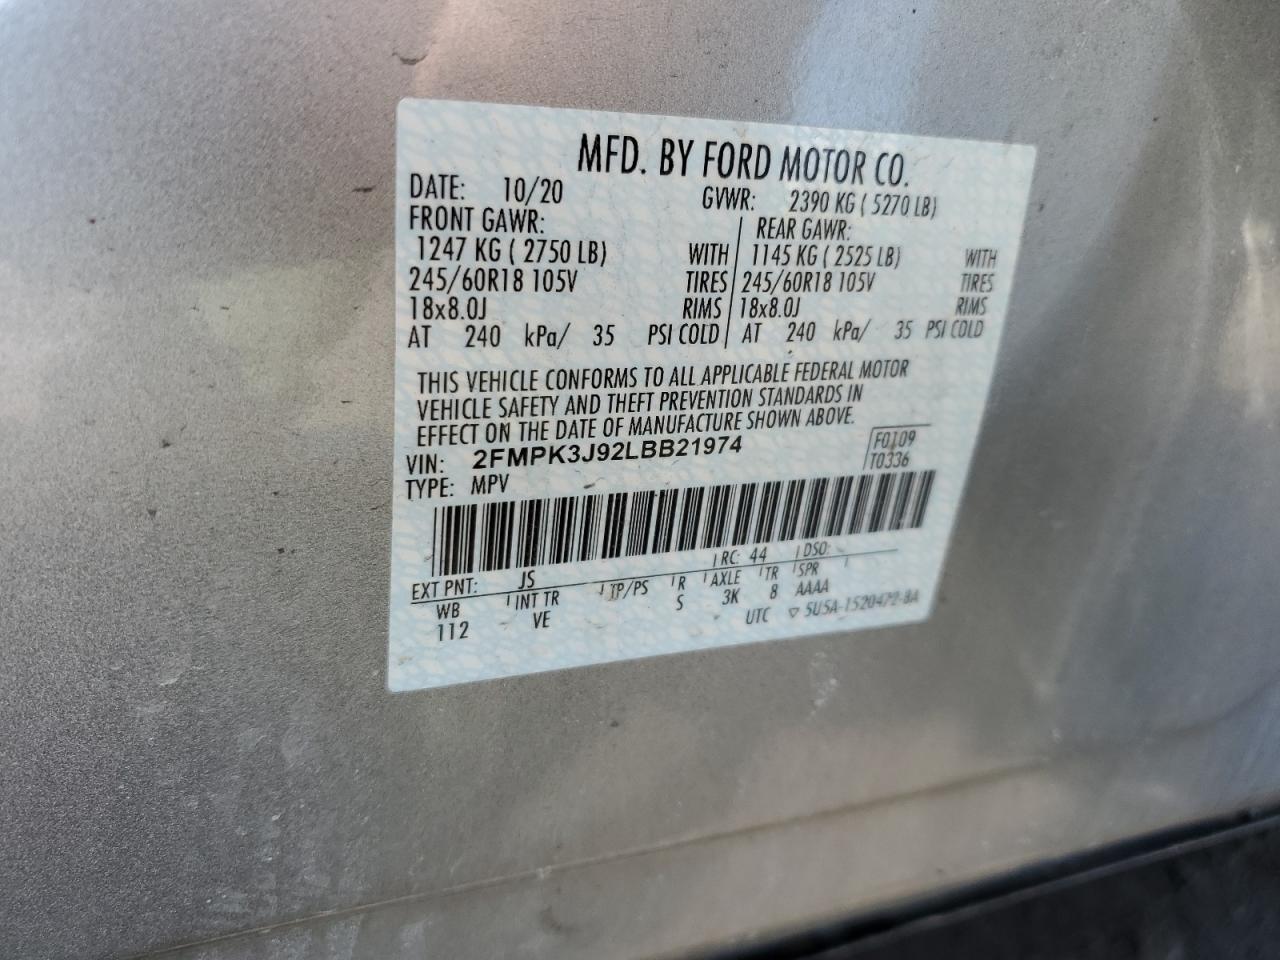 MFD. BY FORD MOTOR CO.
DATE: 10/20 GVWR: 2390 KG ( 5270 LB)
FRONT GAWR: REAR GAWR:
1247 KG ( 2750 LB) WITH 1145 KG ( 2525 LB) WITH
245/60R18 105V TIRES 245/60R18 105V TIRES
18x8.0J RIMS 18x8.0J RIMS
AT 240 kPa/ 35 PSI COLD AT 240 kPa/ 35 PSI COLD
THIS VEHICLE CONFORMS TO ALL APPLICABLE FEDERAL MOTOR
VEHICLE SAFETY AND THEFT PREVENTION STANDARDS IN
EFFECT ON THE DATE OF MANUFACTURE SHOWN ABOVE.
VIN: 2FMPK3J92LBB21974 F0109
TYPE: MPV T0336
EXT PNT: JS RC: 44 DSO:
WB INT TR TP/PS R AXLE TR SPR
112 VE S 3K 8 AAAA
UTC ▽ 5U5A-1520472-BA